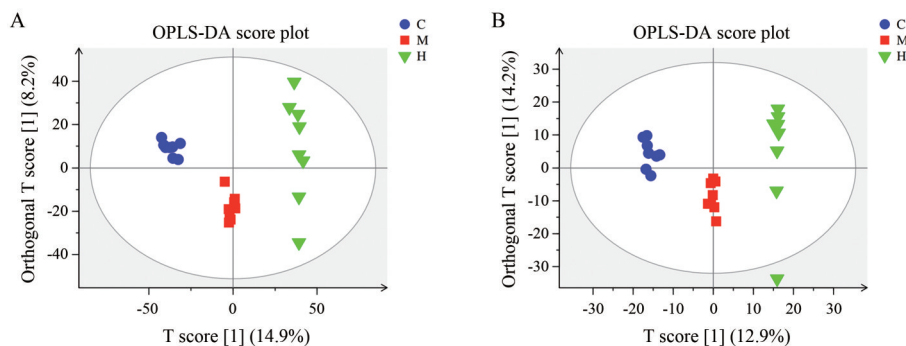 A
OPLS-DA score plot
C
M
H
Orthogonal T score [1] (8.2%)
40
20
0
-20
-40
-50
0
50
T score [1] (14.9%)
B
OPLS-DA score plot
C
M
H
Orthogonal T score [1] (14.2%)
30
20
10
0
-10
-20
-30
-30
-20
-10
0
10
20
30
T score [1] (12.9%)